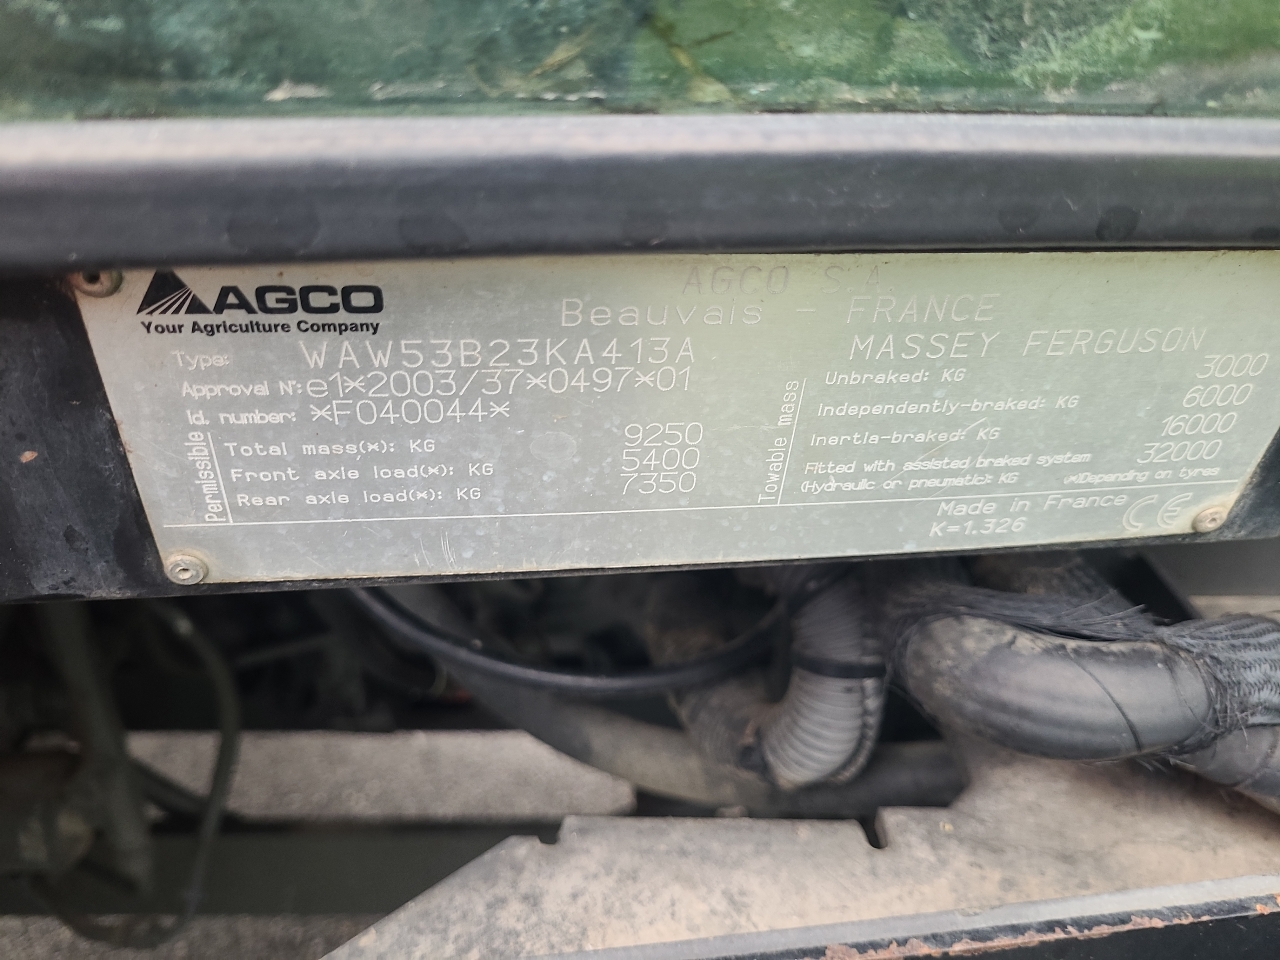 AGCO
Your Agriculture Company
AGCO S.A
Beauvais - FRANCE
MASSEY FERGUSON
Type: WAW53B23KA413A
Approval N°: e1*2003/37*0497*01
Id. number: *F040044*
Permissible
Total mass(*): KG 9250
Front axle load(*): KG 5400
Rear axle load(*): KG 7350
Towable mass
Unbraked: KG 3000
Independently-braked: KG 6000
Inertia-braked: KG 16000
Fitted with assisted braked system 32000
(Hydraulic or pneumatic): KG (*)Depending on tyres
Made in France
K=1.326
CE